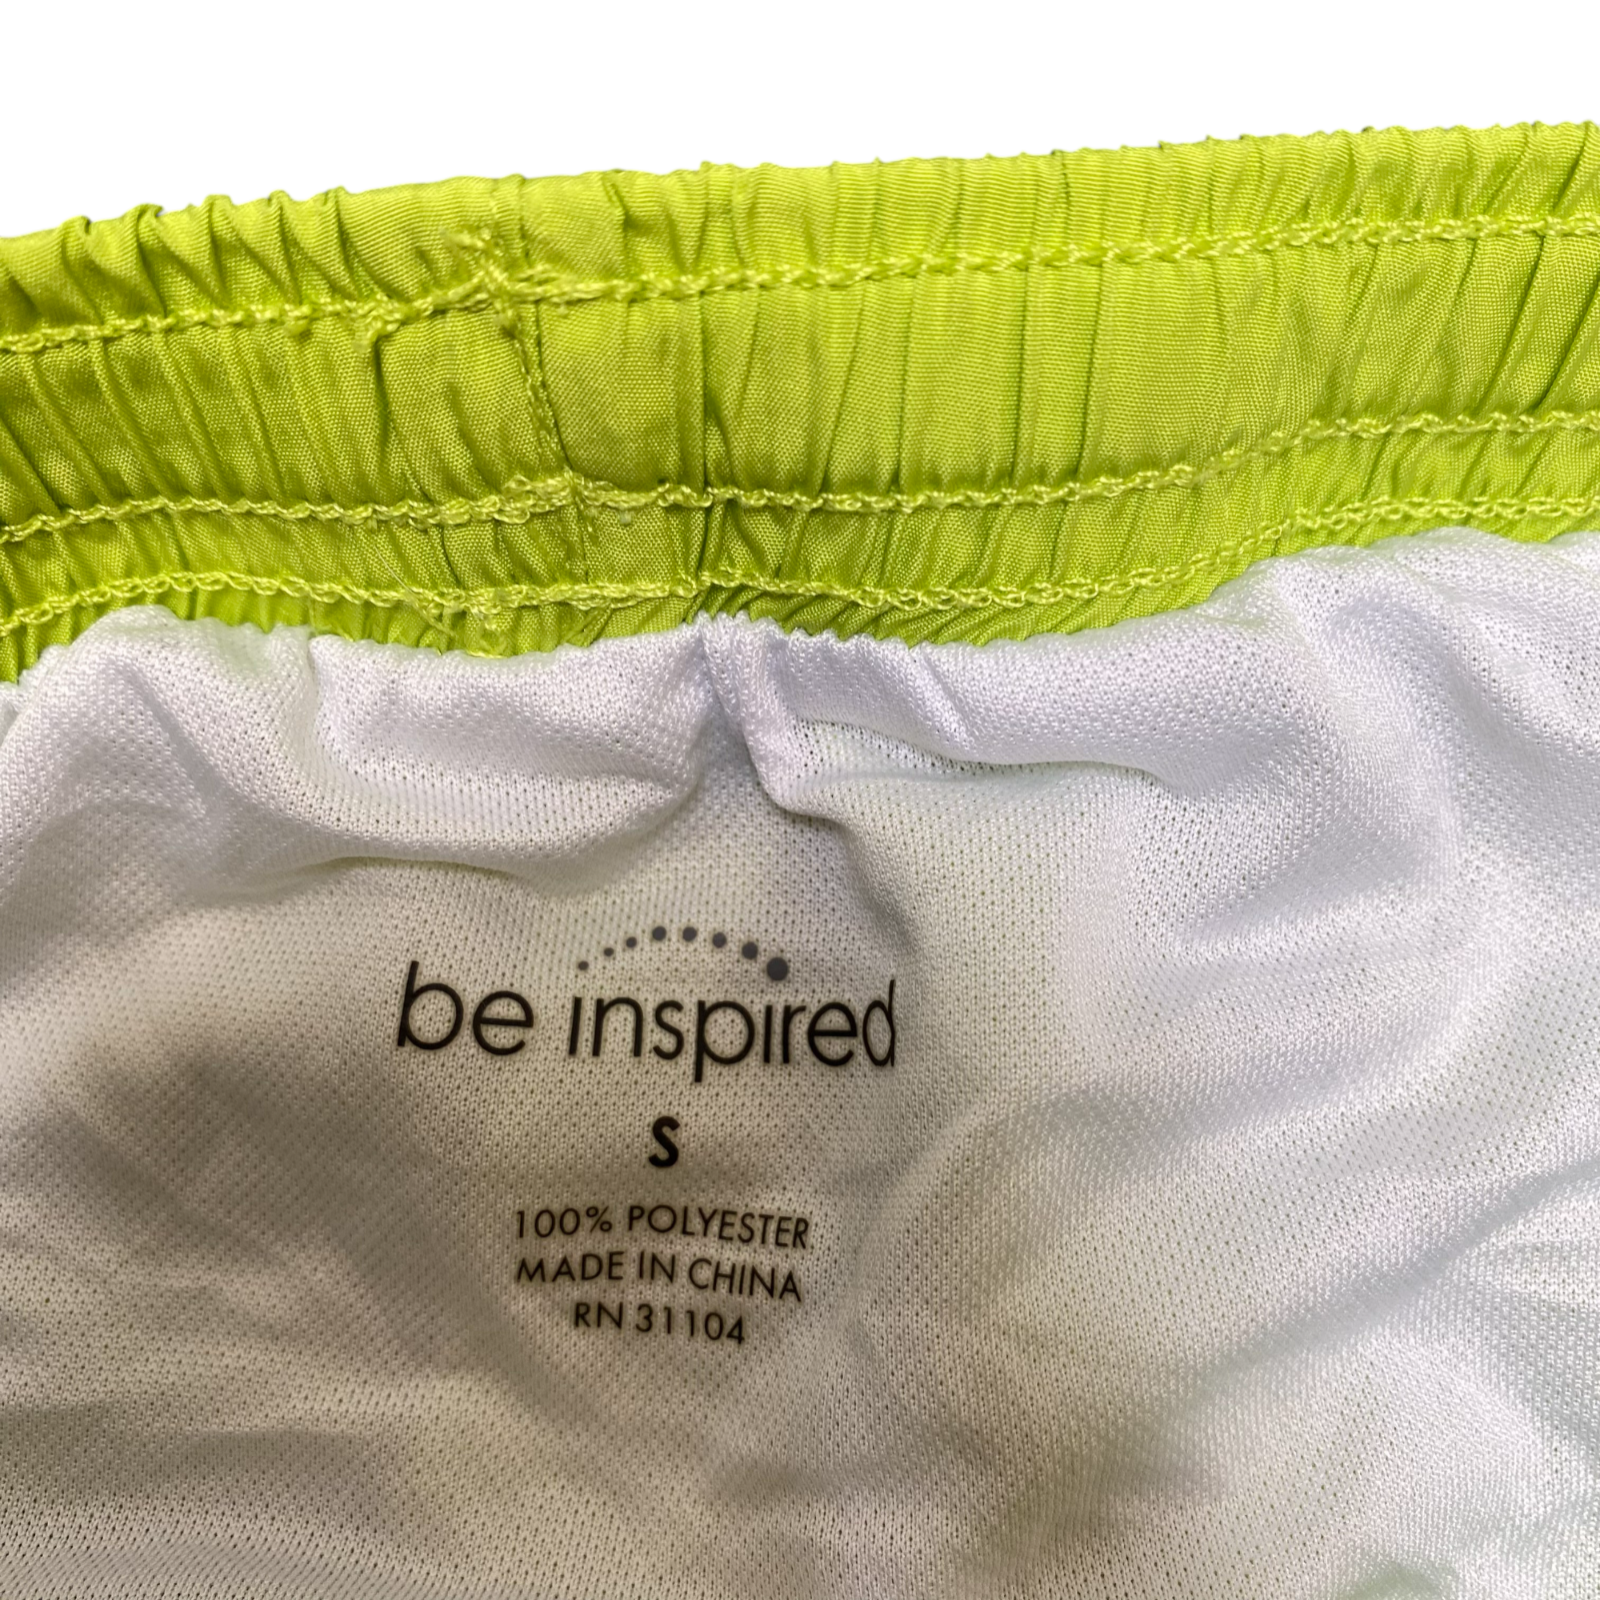 be inspired
S
100% POLYESTER
MADE IN CHINA
RN 31104